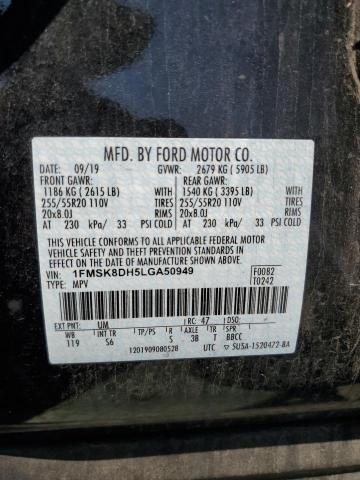 MFD. BY FORD MOTOR CO.
DATE: 09/19 GVWR: 2679 KG ( 5905 LB)
FRONT GAWR: REAR GAWR:
1186 KG ( 2615 LB) WITH 1540 KG ( 3395 LB) WITH
255/55R20 110V TIRES 255/55R20 110V TIRES
20x8.0J RIMS 20x8.0J RIMS
AT 230 kPa/ 33 PSI COLD AT 230 kPa/ 33 PSI COLD
THIS VEHICLE CONFORMS TO ALL APPLICABLE FEDERAL MOTOR
VEHICLE SAFETY AND THEFT PREVENTION STANDARDS IN
EFFECT ON THE DATE OF MANUFACTURE SHOWN ABOVE.
VIN: 1FMSK8DH5LGA50949 F0082
TYPE: MPV T0242
EXT PNT: UM RC: 47 DSO:
WB INT TR TP/PS R AXLE TR SPR
119 S6 S 3B T BBCC
1201909080528 UTC ▽ 5U5A-1520472-BA